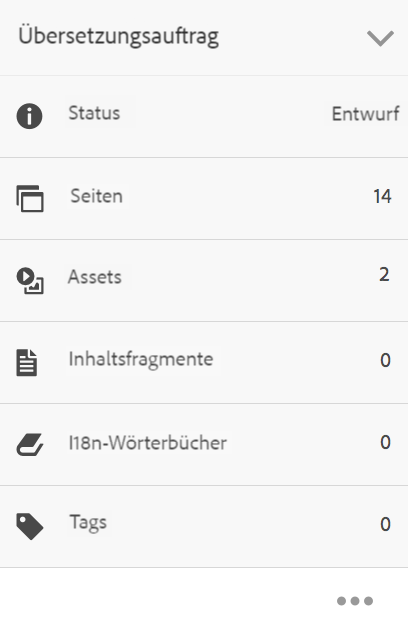 Übersetzungsauftrag
Status Entwurf
Seiten 14
Assets 2
Inhaltsfragmente 0
I18n-Wörterbücher 0
Tags 0